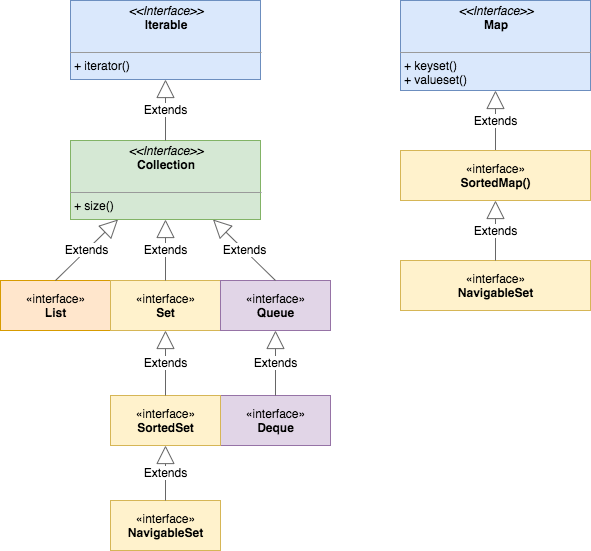 <<Interface>>
Iterable
+ iterator()
Extends
<<Interface>>
Collection
+ size()
Extends
Extends
Extends
«interface»
List
«interface»
Set
«interface»
Queue
Extends
Extends
«interface»
SortedSet
«interface»
Deque
Extends
«interface»
NavigableSet
<<Interface>>
Map
+ keyset()
+ valueset()
Extends
«interface»
SortedMap()
Extends
«interface»
NavigableSet